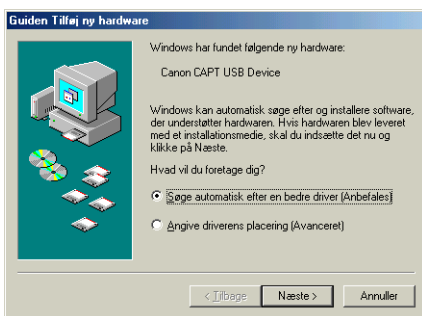 Guiden Tilføj ny hardware
Windows har fundet følgende ny hardware:
Canon CAPT USB Device
Windows kan automatisk søge efter og installere software,
der understøtter hardwaren. Hvis hardwaren blev leveret
med et installationsmedie, skal du indsætte det nu og
klikke på Næste.
Hvad vil du foretage dig?
Søge automatisk efter en bedre driver (Anbefales)
Angive driverens placering (Avanceret)
< Tilbage
Næste >
Annuller